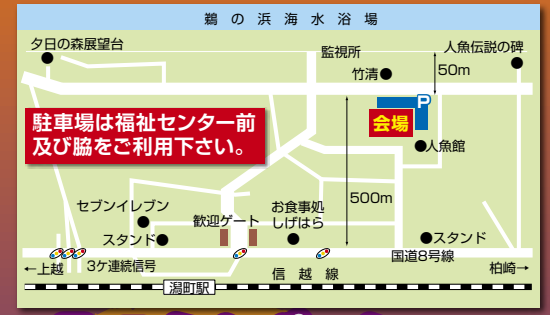 鵜の浜海水浴場
夕日の森展望台
監視所
人魚伝説の碑
竹清
50m
P
会場
駐車場は福祉センター前
及び脇をご利用下さい。
人魚館
500m
セブンイレブン
お食事処
しげはら
歓迎ゲート
スタンド
スタンド
国道8号線
←上越
3ケ連続信号
信越線
柏崎→
潟町駅